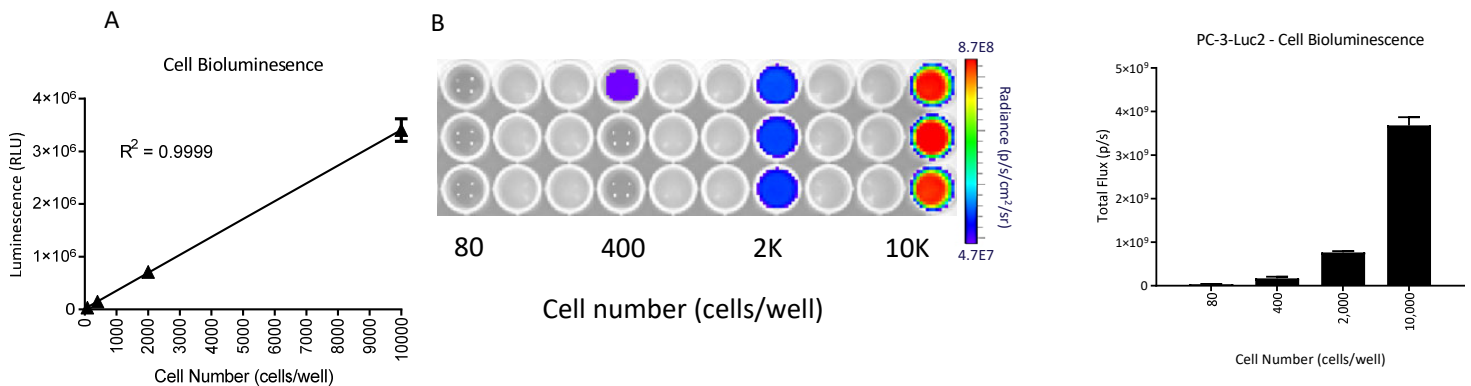 A
Cell Bioluminesence
4×10⁶
3×10⁶
2×10⁶
1×10⁶
0
R² = 0.9999
Luminescence (RLU)
0
1000
2000
3000
4000
5000
6000
7000
8000
9000
10000
Cell Number (cells/well)
B
8.7E8
Radiance (p/s/cm²/sr)
4.7E7
80 400 2K 10K
Cell number (cells/well)
PC-3-Luc2 - Cell Bioluminescence
5×10⁹
4×10⁹
3×10⁹
2×10⁹
1×10⁹
0
Total Flux (p/s)
80
400
2,000
10,000
Cell Number (cells/well)